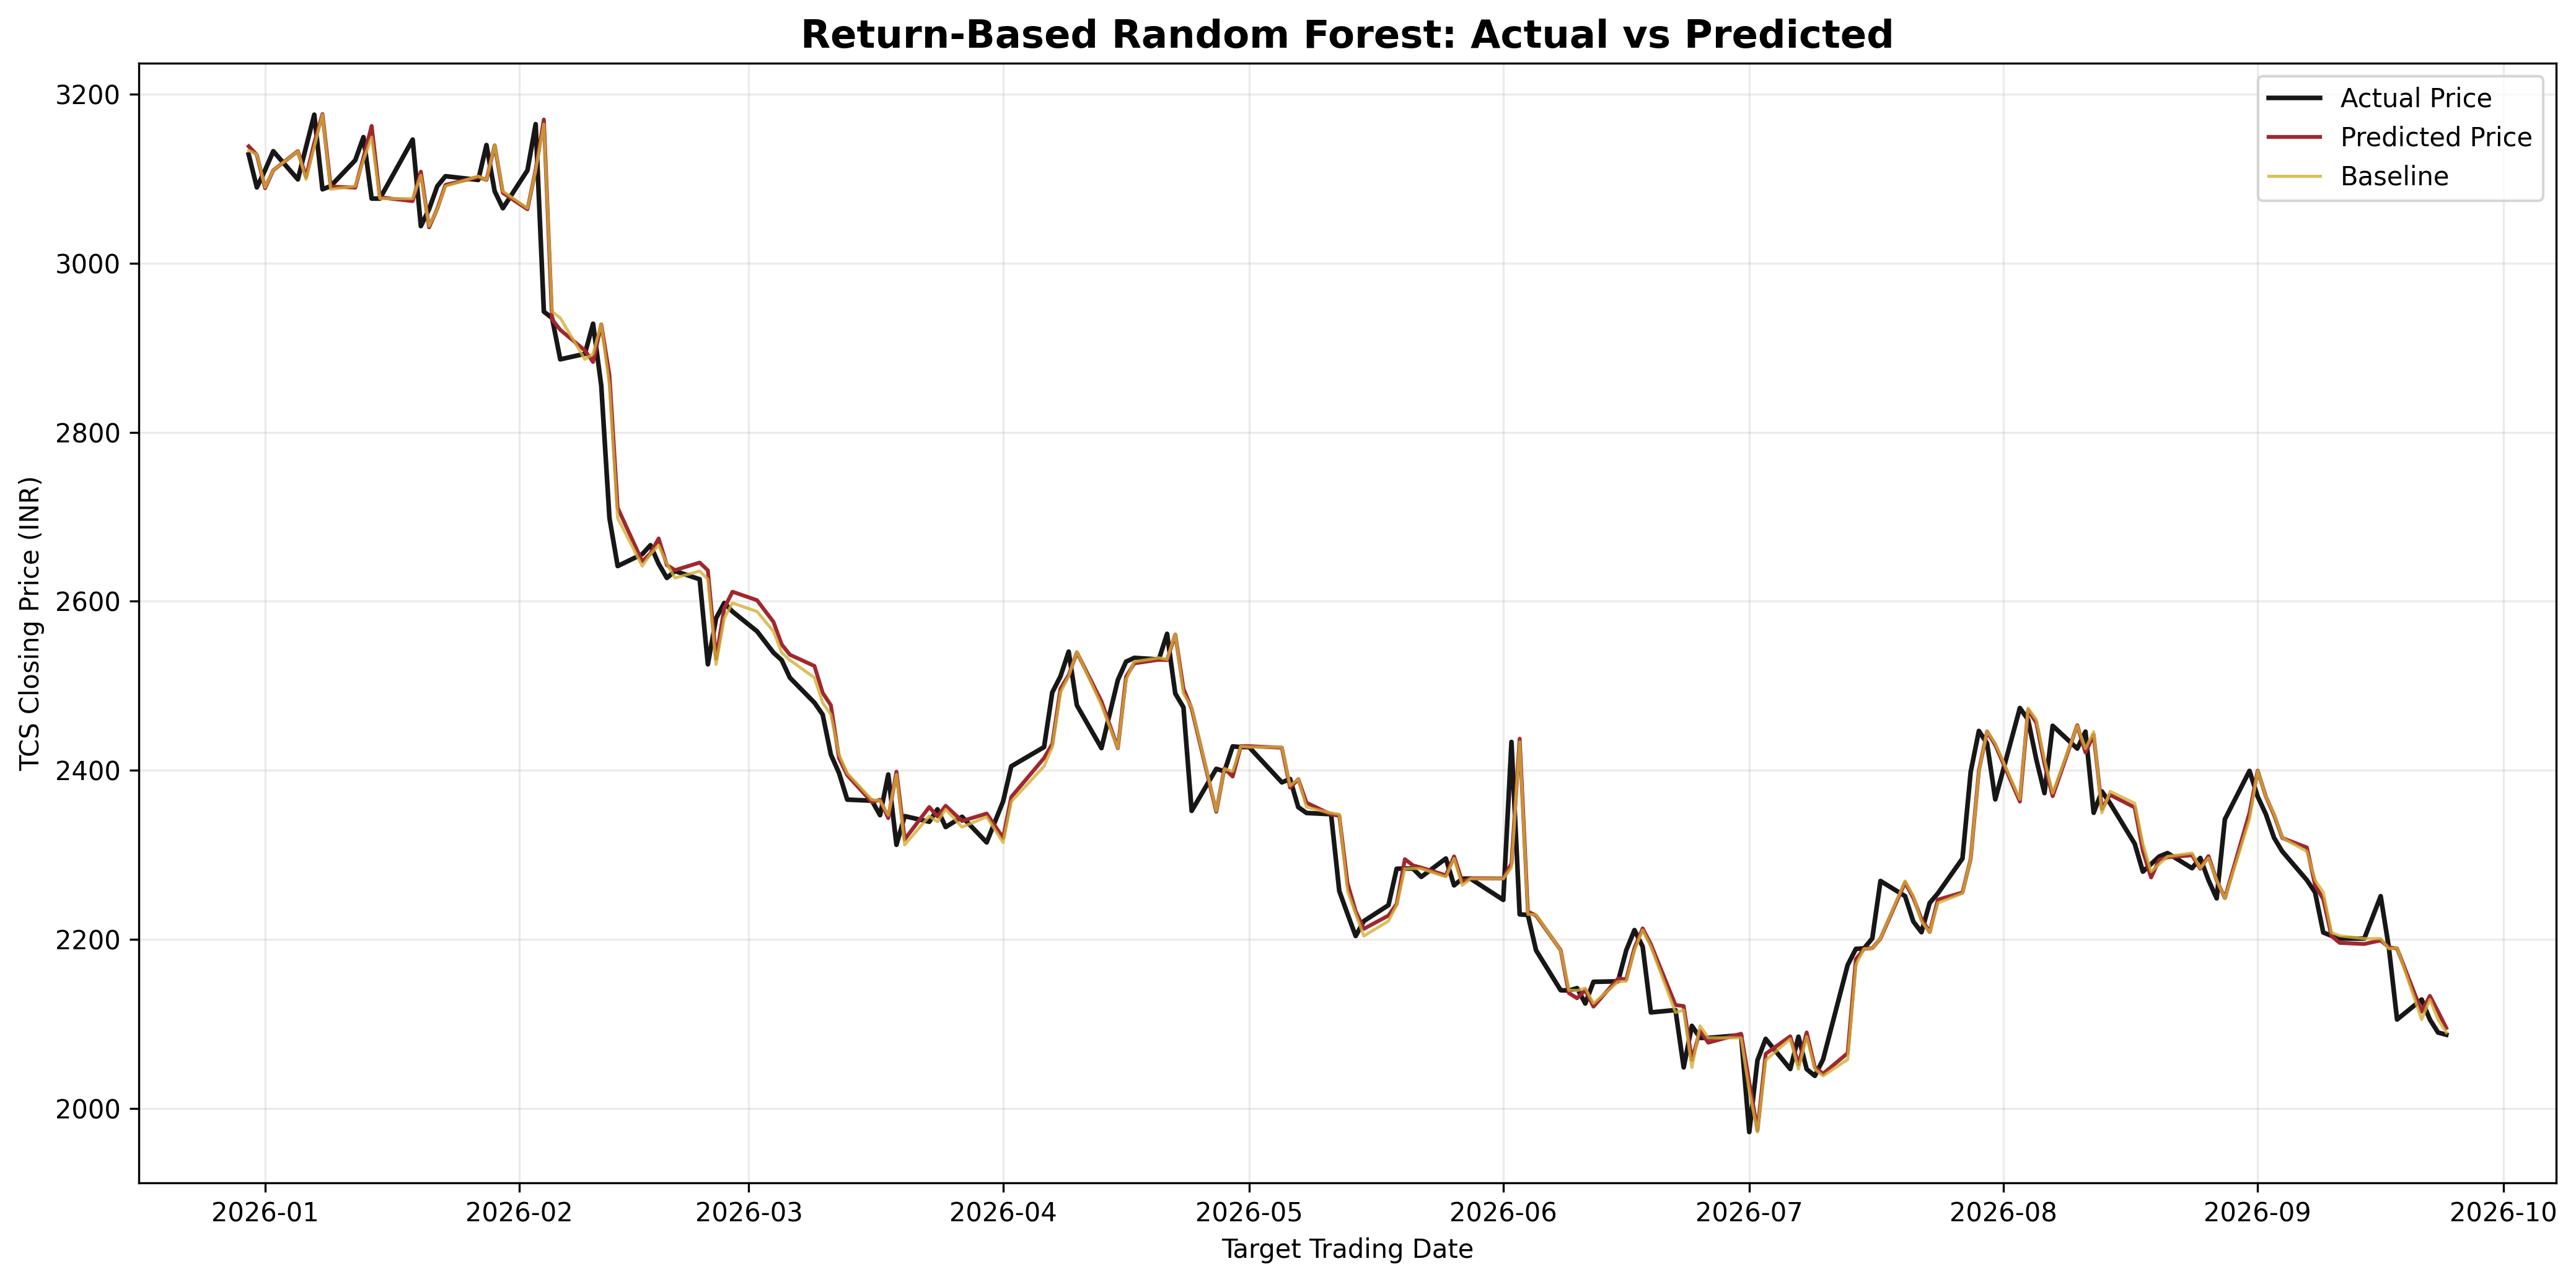 Return-Based Random Forest: Actual vs Predicted
Actual Price
Predicted Price
Baseline
TCS Closing Price (INR)
3200
3000
2800
2600
2400
2200
2000
2026-01
2026-02
2026-03
2026-04
2026-05
2026-06
2026-07
2026-08
2026-09
2026-10
Target Trading Date